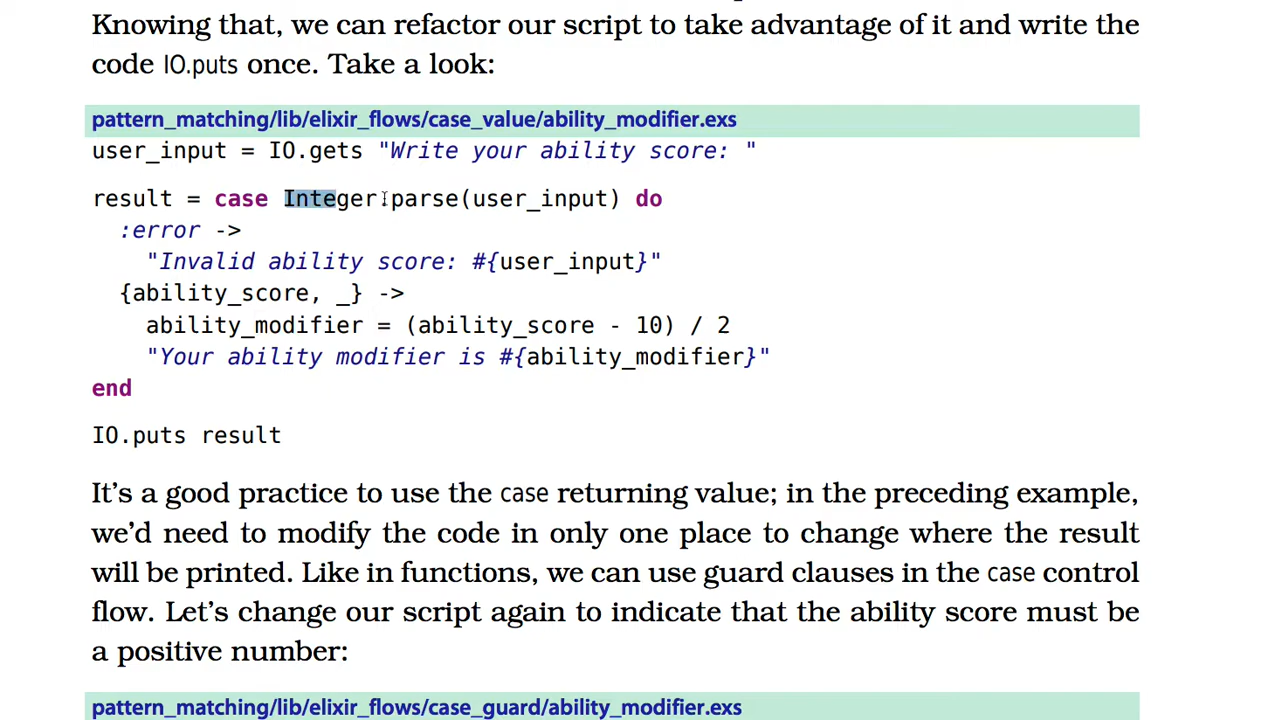 Knowing that, we can refactor our script to take advantage of it and write the
code IO.puts once. Take a look:
pattern_matching/lib/elixir_flows/case_value/ability_modifier.exs
user_input = IO.gets "Write your ability score: "
result = case Integer.parse(user_input) do
:error ->
"Invalid ability score: #{user_input}"
{ability_score, _} ->
ability_modifier = (ability_score - 10) / 2
"Your ability modifier is #{ability_modifier}"
end
IO.puts result
It's a good practice to use the case returning value; in the preceding example,
we'd need to modify the code in only one place to change where the result
will be printed. Like in functions, we can use guard clauses in the case control
flow. Let's change our script again to indicate that the ability score must be
a positive number:
pattern_matching/lib/elixir_flows/case_guard/ability_modifier.exs